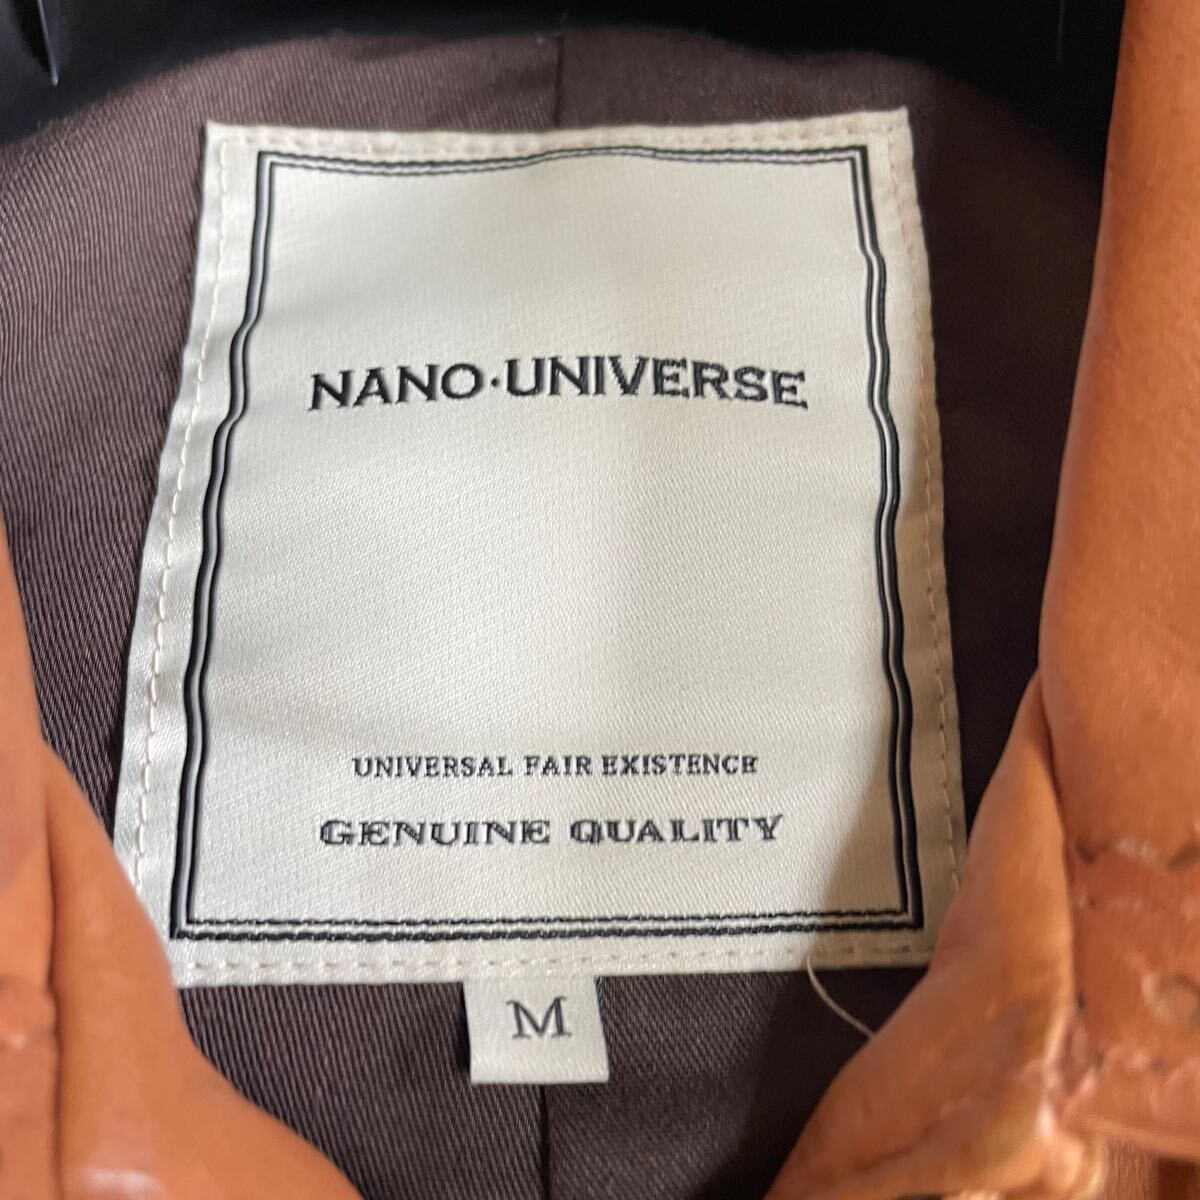 NANO·UNIVERSE
UNIVERSAL FAIR EXISTENCE
GENUINE QUALITY
M